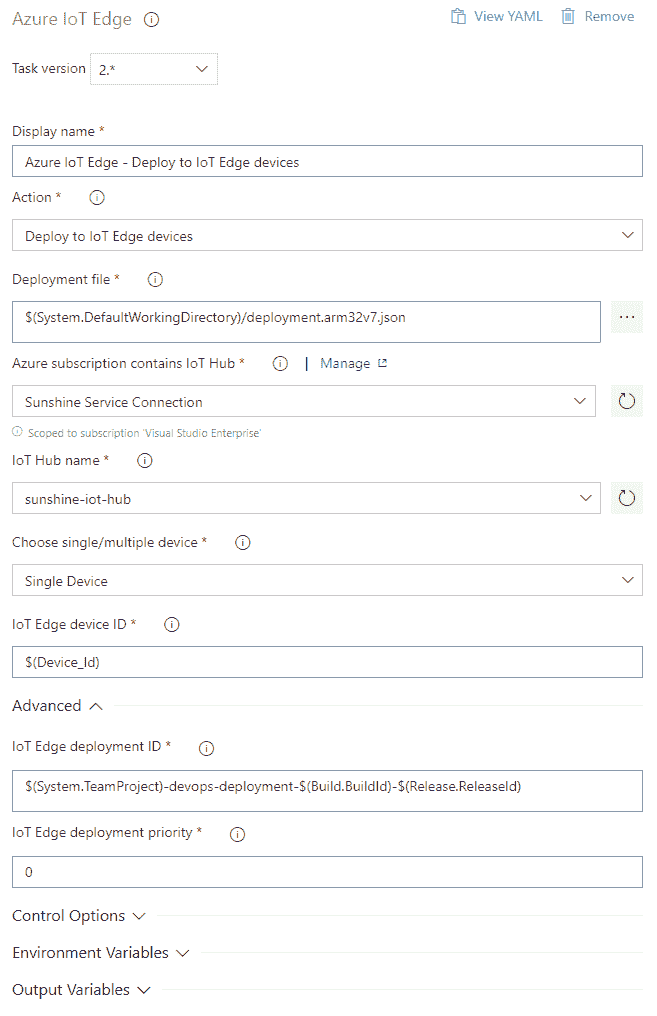 Azure IoT Edge
View YAML Remove
Task version 2.*
Display name *
Azure IoT Edge - Deploy to IoT Edge devices
Action *
Deploy to IoT Edge devices
Deployment file *
$(System.DefaultWorkingDirectory)/deployment.arm32v7.json
Azure subscription contains IoT Hub * | Manage
Sunshine Service Connection
Scoped to subscription 'Visual Studio Enterprise'
IoT Hub name *
sunshine-iot-hub
Choose single/multiple device *
Single Device
IoT Edge device ID *
$(Device_Id)
Advanced
IoT Edge deployment ID *
$(System.TeamProject)-devops-deployment-$(Build.BuildId)-$(Release.ReleaseId)
IoT Edge deployment priority *
0
Control Options
Environment Variables
Output Variables